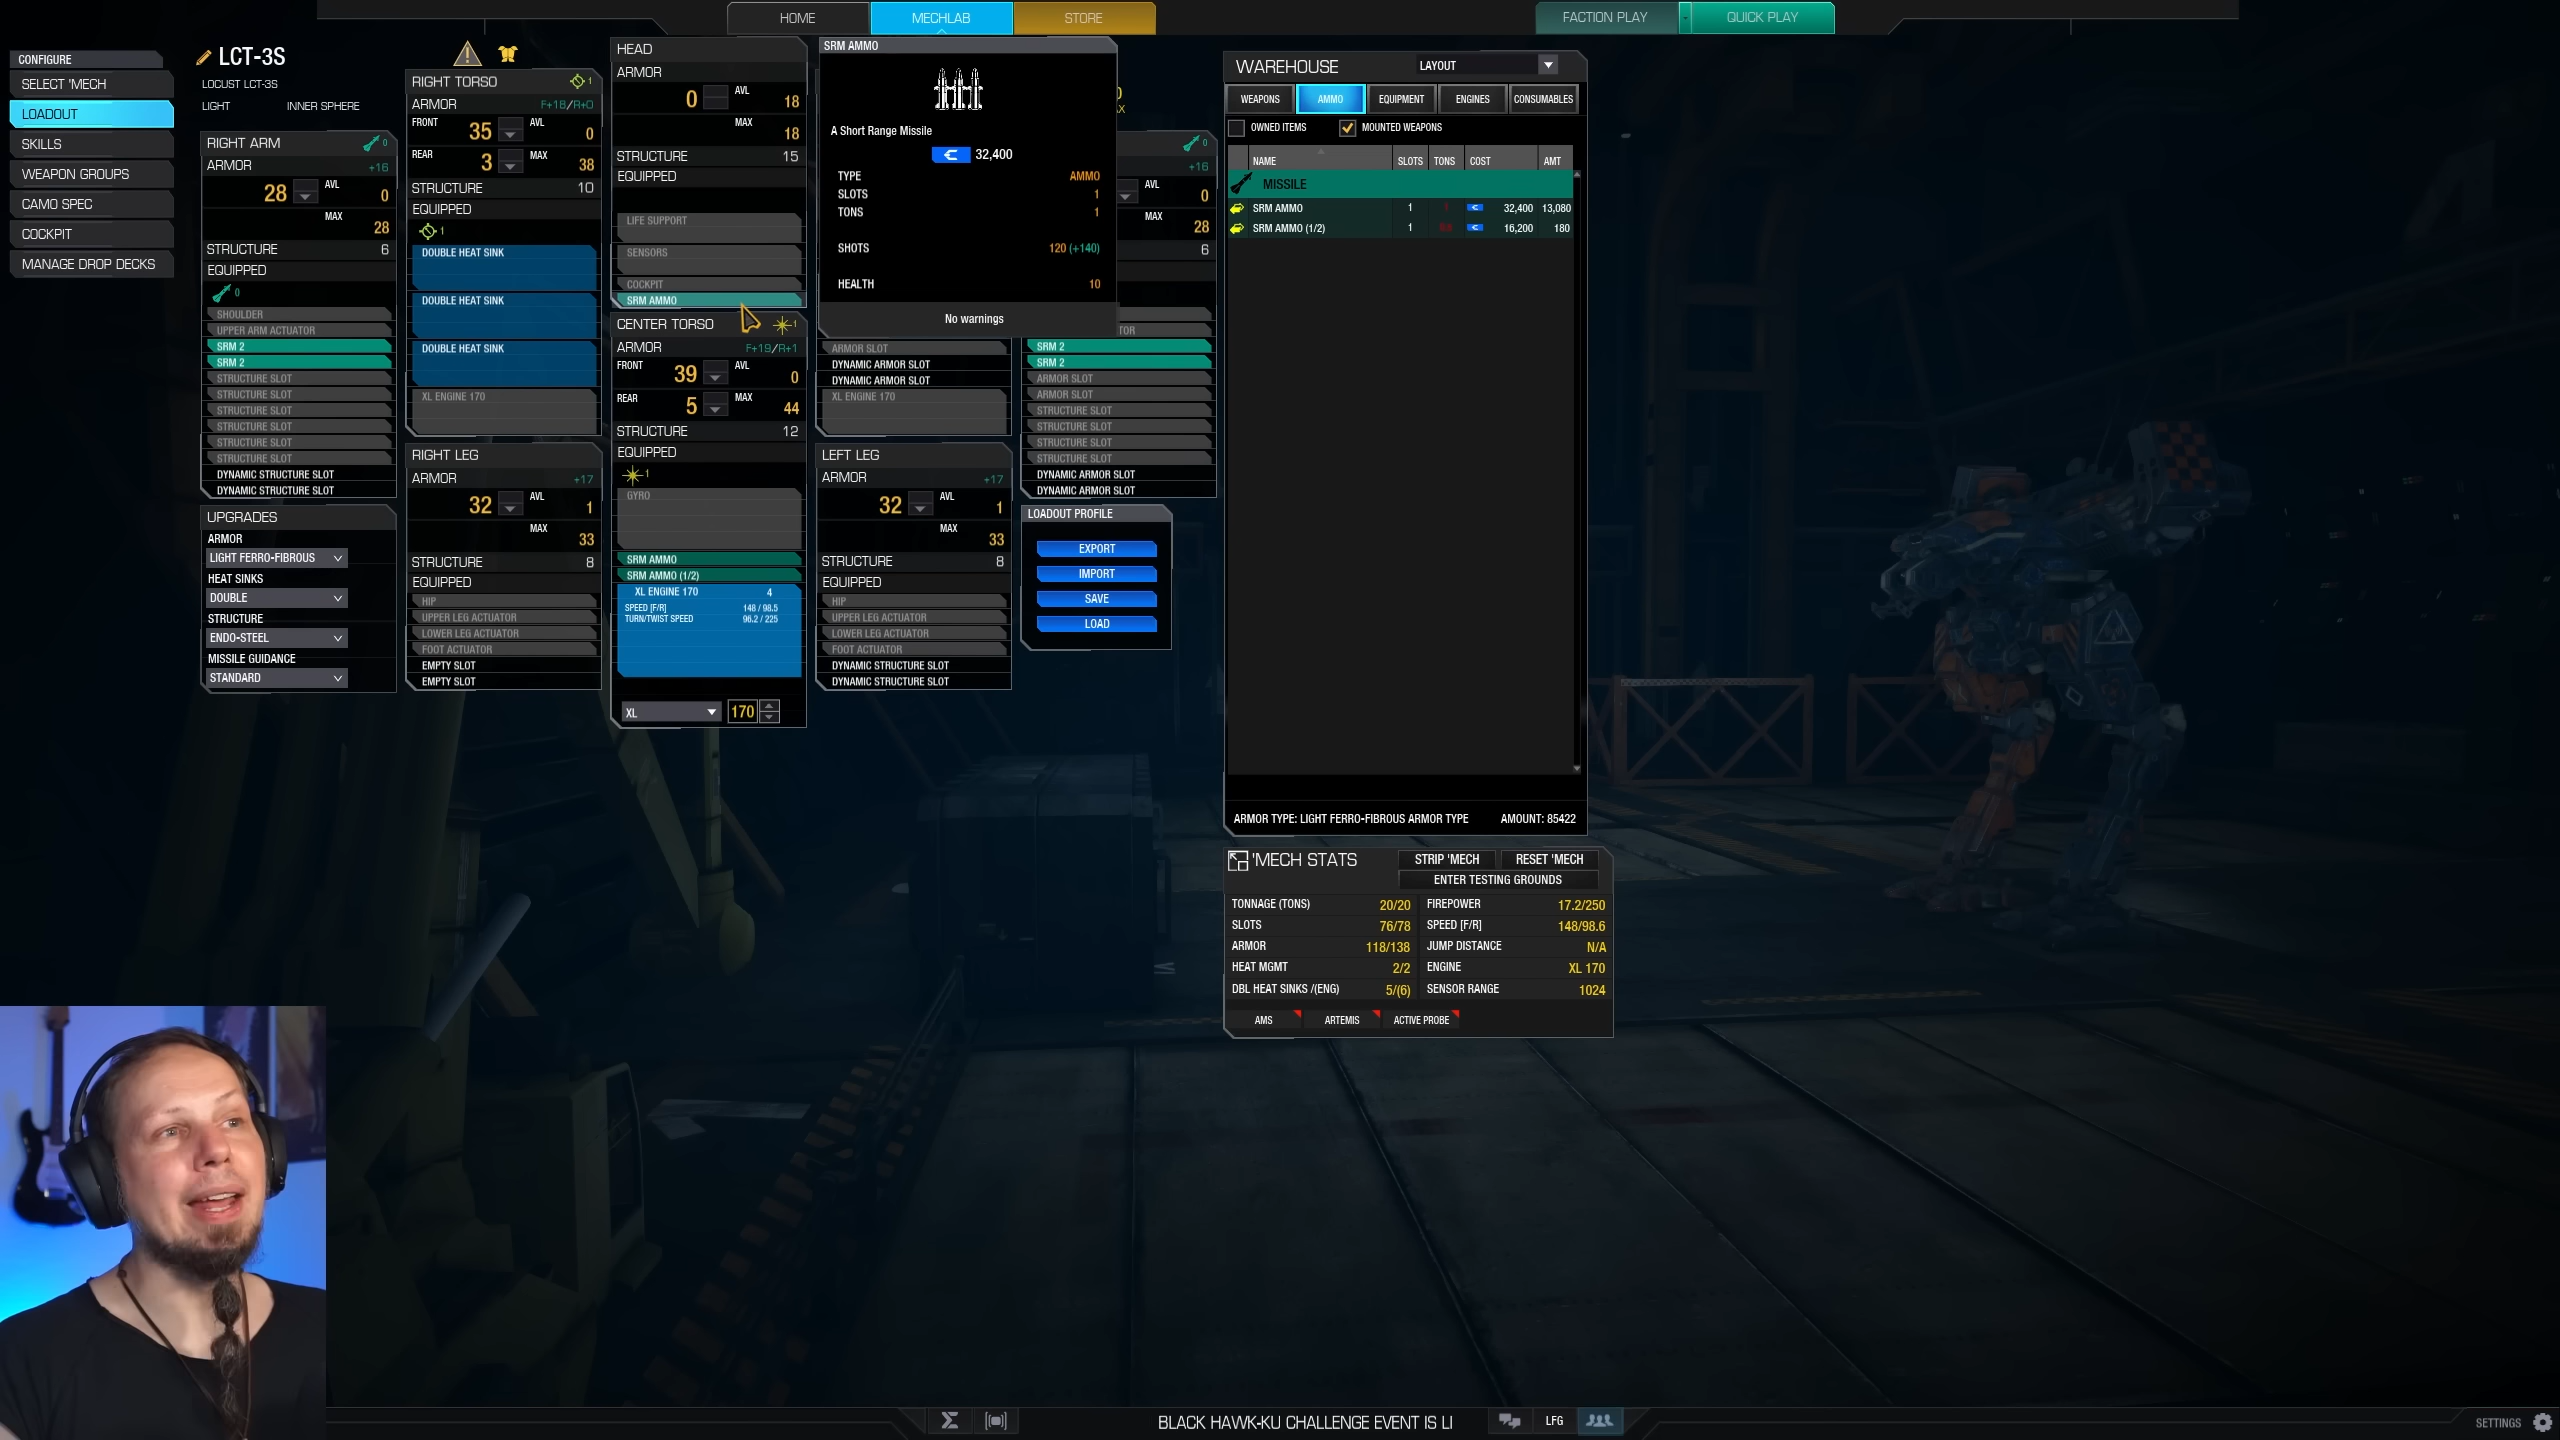 HOME
MECHLAB
STORE
FACTION PLAY
QUICK PLAY
CONFIGURE
SELECT 'MECH
LOADOUT
SKILLS
WEAPON GROUPS
CAMO SPEC
COCKPIT
MANAGE DROP DECKS
LCT-3S
LOCUST LCT-3S
LIGHT INNER SPHERE
RIGHT ARM 0
ARMOR +16
28 AVL 0
MAX 28
STRUCTURE 6
EQUIPPED
0
SHOULDER
UPPER ARM ACTUATOR
SRM 2
SRM 2
STRUCTURE SLOT
STRUCTURE SLOT
STRUCTURE SLOT
STRUCTURE SLOT
STRUCTURE SLOT
STRUCTURE SLOT
DYNAMIC STRUCTURE SLOT
DYNAMIC STRUCTURE SLOT
UPGRADES
ARMOR
LIGHT FERRO-FIBROUS
HEAT SINKS
DOUBLE
STRUCTURE
ENDO-STEEL
MISSILE GUIDANCE
STANDARD
RIGHT TORSO 1
ARMOR F+18/R+0
FRONT 35 AVL 0
REAR 3 MAX 38
STRUCTURE 10
EQUIPPED
1
DOUBLE HEAT SINK
DOUBLE HEAT SINK
DOUBLE HEAT SINK
XL ENGINE 170
RIGHT LEG
ARMOR +17
32 AVL 1
MAX 33
STRUCTURE 8
EQUIPPED
HIP
UPPER LEG ACTUATOR
LOWER LEG ACTUATOR
FOOT ACTUATOR
EMPTY SLOT
EMPTY SLOT
HEAD
ARMOR
0 AVL 18
MAX 18
STRUCTURE 15
EQUIPPED
LIFE SUPPORT
SENSORS
COCKPIT
SRM AMMO
CENTER TORSO 1
ARMOR F+19/R+1
FRONT 39 AVL 0
REAR 5 MAX 44
STRUCTURE 12
EQUIPPED
1
GYRO
SRM AMMO
SRM AMMO (1/2)
XL ENGINE 170 4
SPEED [F/R] 148 / 98.5
TURN/TWIST SPEED 96.2 / 225
XL 170
SRM AMMO
A Short Range Missile
32,400
TYPE AMMO
SLOTS 1
TONS 1
SHOTS 120 (+140)
HEALTH 10
No warnings
ARMOR SLOT
DYNAMIC ARMOR SLOT
DYNAMIC ARMOR SLOT
XL ENGINE 170
LEFT LEG
ARMOR +17
32 AVL 1
MAX 33
STRUCTURE 8
EQUIPPED
HIP
UPPER LEG ACTUATOR
LOWER LEG ACTUATOR
FOOT ACTUATOR
DYNAMIC STRUCTURE SLOT
DYNAMIC STRUCTURE SLOT
0
+16
AVL 0
MAX 28
6
SRM 2
SRM 2
ARMOR SLOT
ARMOR SLOT
STRUCTURE SLOT
STRUCTURE SLOT
STRUCTURE SLOT
STRUCTURE SLOT
DYNAMIC ARMOR SLOT
DYNAMIC ARMOR SLOT
LOADOUT PROFILE
EXPORT
IMPORT
SAVE
LOAD
WAREHOUSE LAYOUT
WEAPONS AMMO EQUIPMENT ENGINES CONSUMABLES
OWNED ITEMS MOUNTED WEAPONS
NAME SLOTS TONS COST AMT
MISSILE
SRM AMMO 1 1 32,400 13,080
SRM AMMO (1/2) 1 16,200 180
ARMOR TYPE: LIGHT FERRO-FIBROUS ARMOR TYPE AMOUNT: 85422
'MECH STATS STRIP 'MECH RESET 'MECH
ENTER TESTING GROUNDS
TONNAGE (TONS) 20/20 FIREPOWER 17.2/250
SLOTS 76/78 SPEED [F/R] 148/98.6
ARMOR 118/138 JUMP DISTANCE N/A
HEAT MGMT 2/2 ENGINE XL 170
DBL HEAT SINKS /(ENG) 5/(6) SENSOR RANGE 1024
AMS ARTEMIS ACTIVE PROBE
BLACK HAWK-KU CHALLENGE EVENT IS LI
LFG
SETTINGS